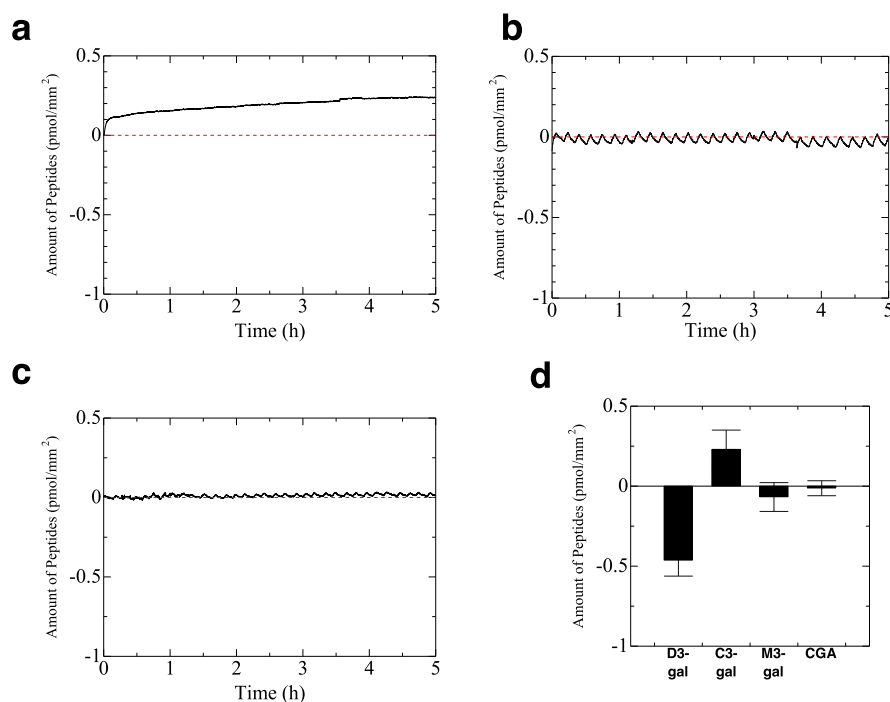 a
0.5
0
-0.5
-1
0 1 2 3 4 5
Time (h)
Amount of Peptides (pmol/mm²)
b
0.5
0
-0.5
-1
0 1 2 3 4 5
Time (h)
Amount of Peptides (pmol/mm²)
c
0.5
0
-0.5
-1
0 1 2 3 4 5
Time (h)
Amount of Peptides (pmol/mm²)
d
0.5
0
-0.5
-1
D3- C3- M3- CGA
gal gal gal
Amount of Peptides (pmol/mm²)